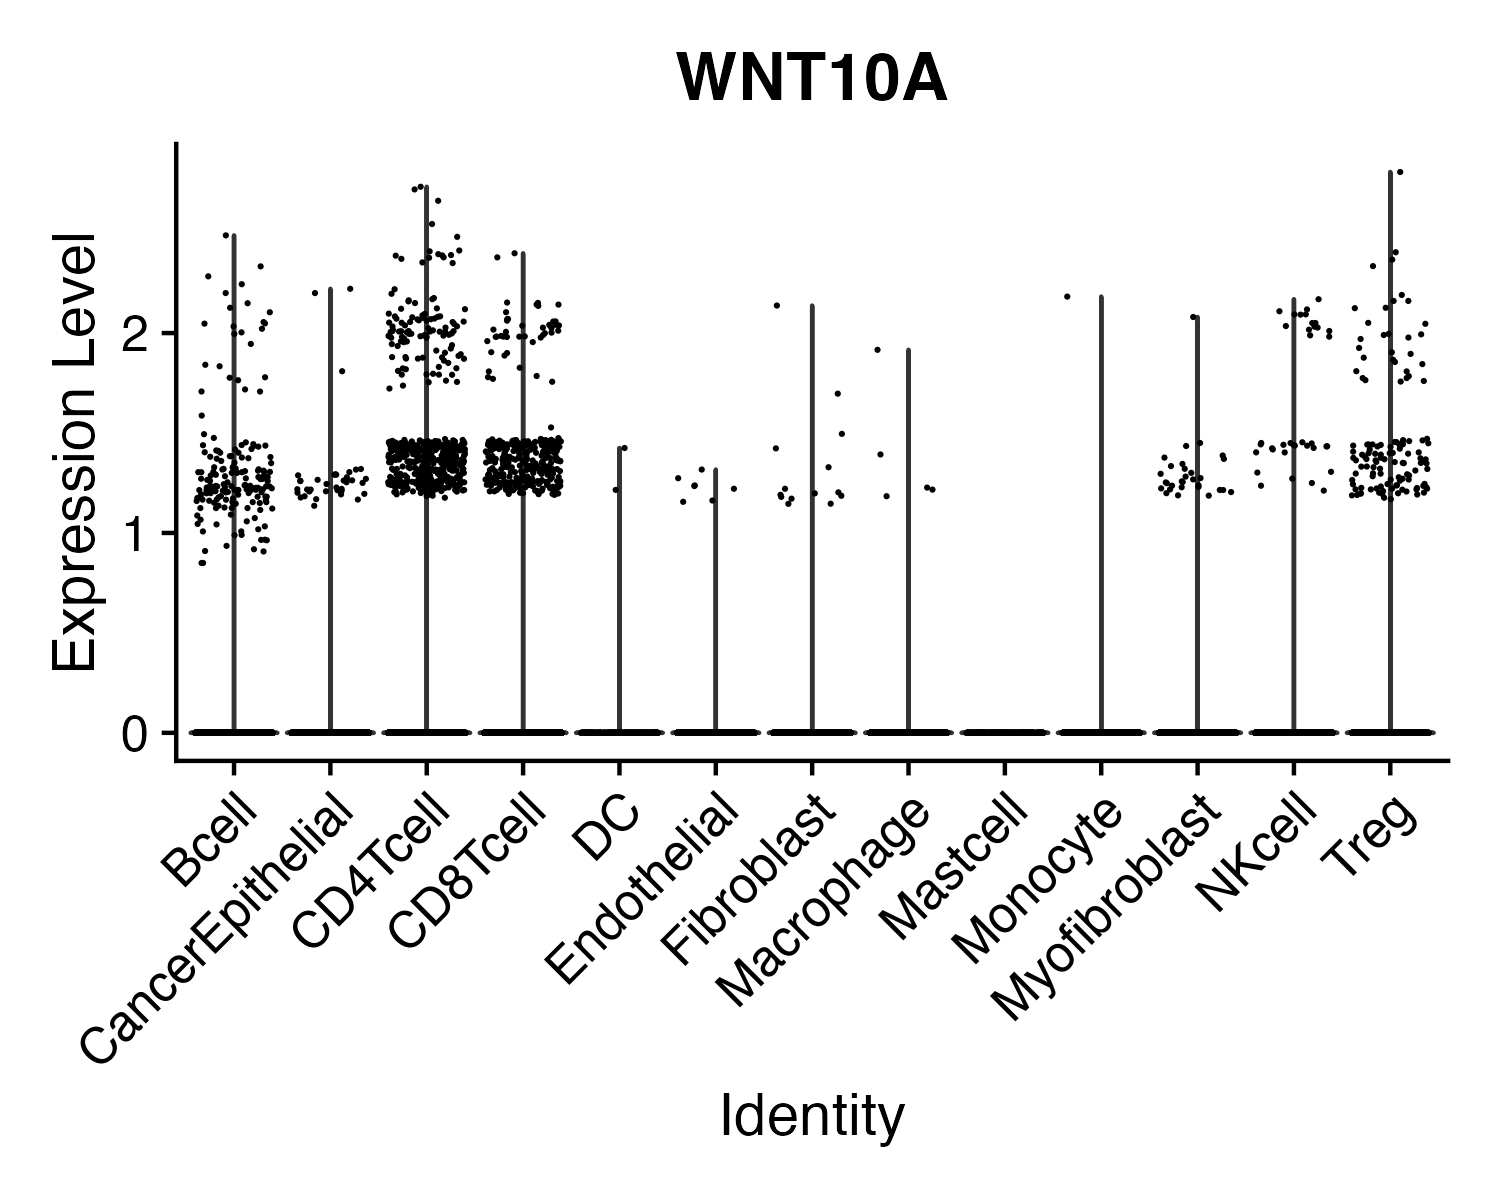 WNT10A
Expression Level
2
1
0
Bcell
CancerEpithelial
CD4Tcell
CD8Tcell
DC
Endothelial
Fibroblast
Macrophage
Mastcell
Monocyte
Myofibroblast
NKcell
Treg
Identity